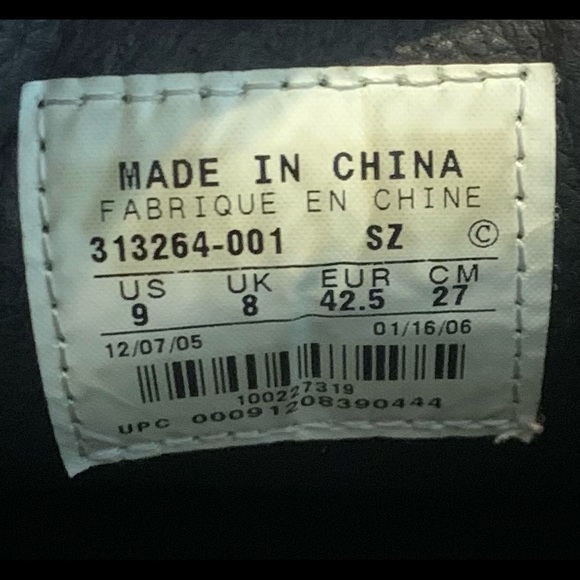 MADE IN CHINA
FABRIQUE EN CHINE
313264-001 SZ ©
US UK EUR CM
9 8 42.5 27
12/07/05 01/16/06
100227319
UPC 00091208390444